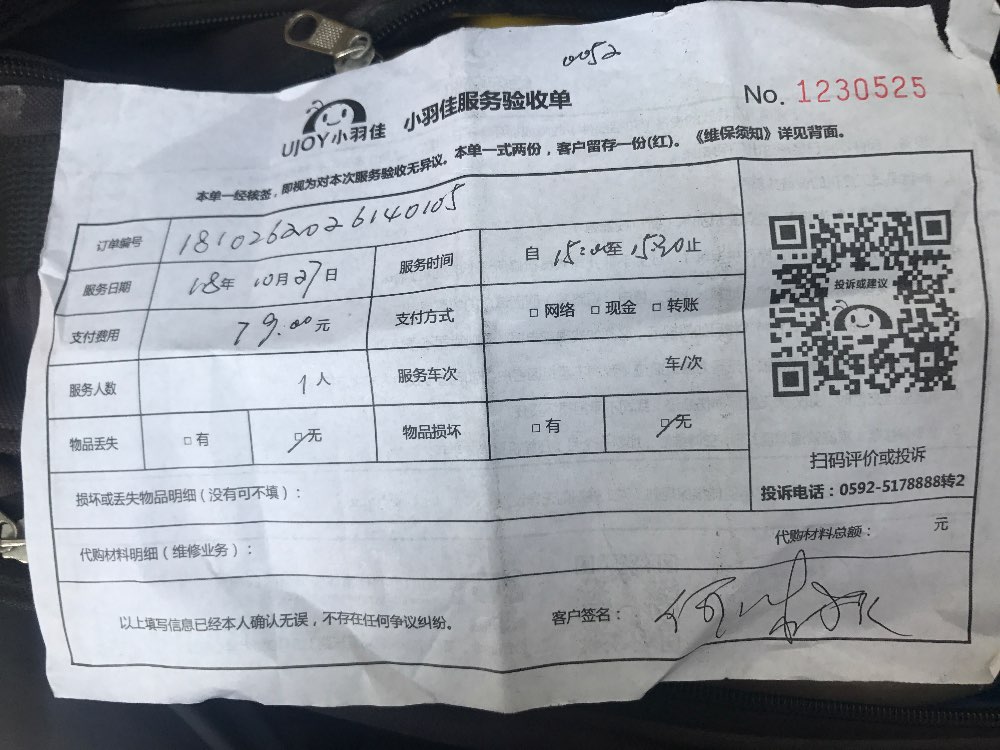 0052
UJOY小羽佳 小羽佳服务验收单 No. 1230525
本单一经核签，即视为对本次服务验收无异议。本单一式两份，客户留存一份(红)。《维保须知》详见背面。
订单编号 1810262026140105
服务日期 18年 10月27日 服务时间 自 15:00至 15:30止
支付费用 79.00元 支付方式 □ 网络 □ 现金 □ 转账
服务人数 1 人 服务车次 车/次
物品丢失 □ 有 □无 物品损坏 □ 有 □无
损坏或丢失物品明细（没有可不填）：
代购材料明细（维修业务）： 代购材料总额： 元
以上填写信息已经本人确认无误，不存在任何争议纠纷。 客户签名：
投诉或建议
扫码评价或投诉
投诉电话：0592-5178888转2